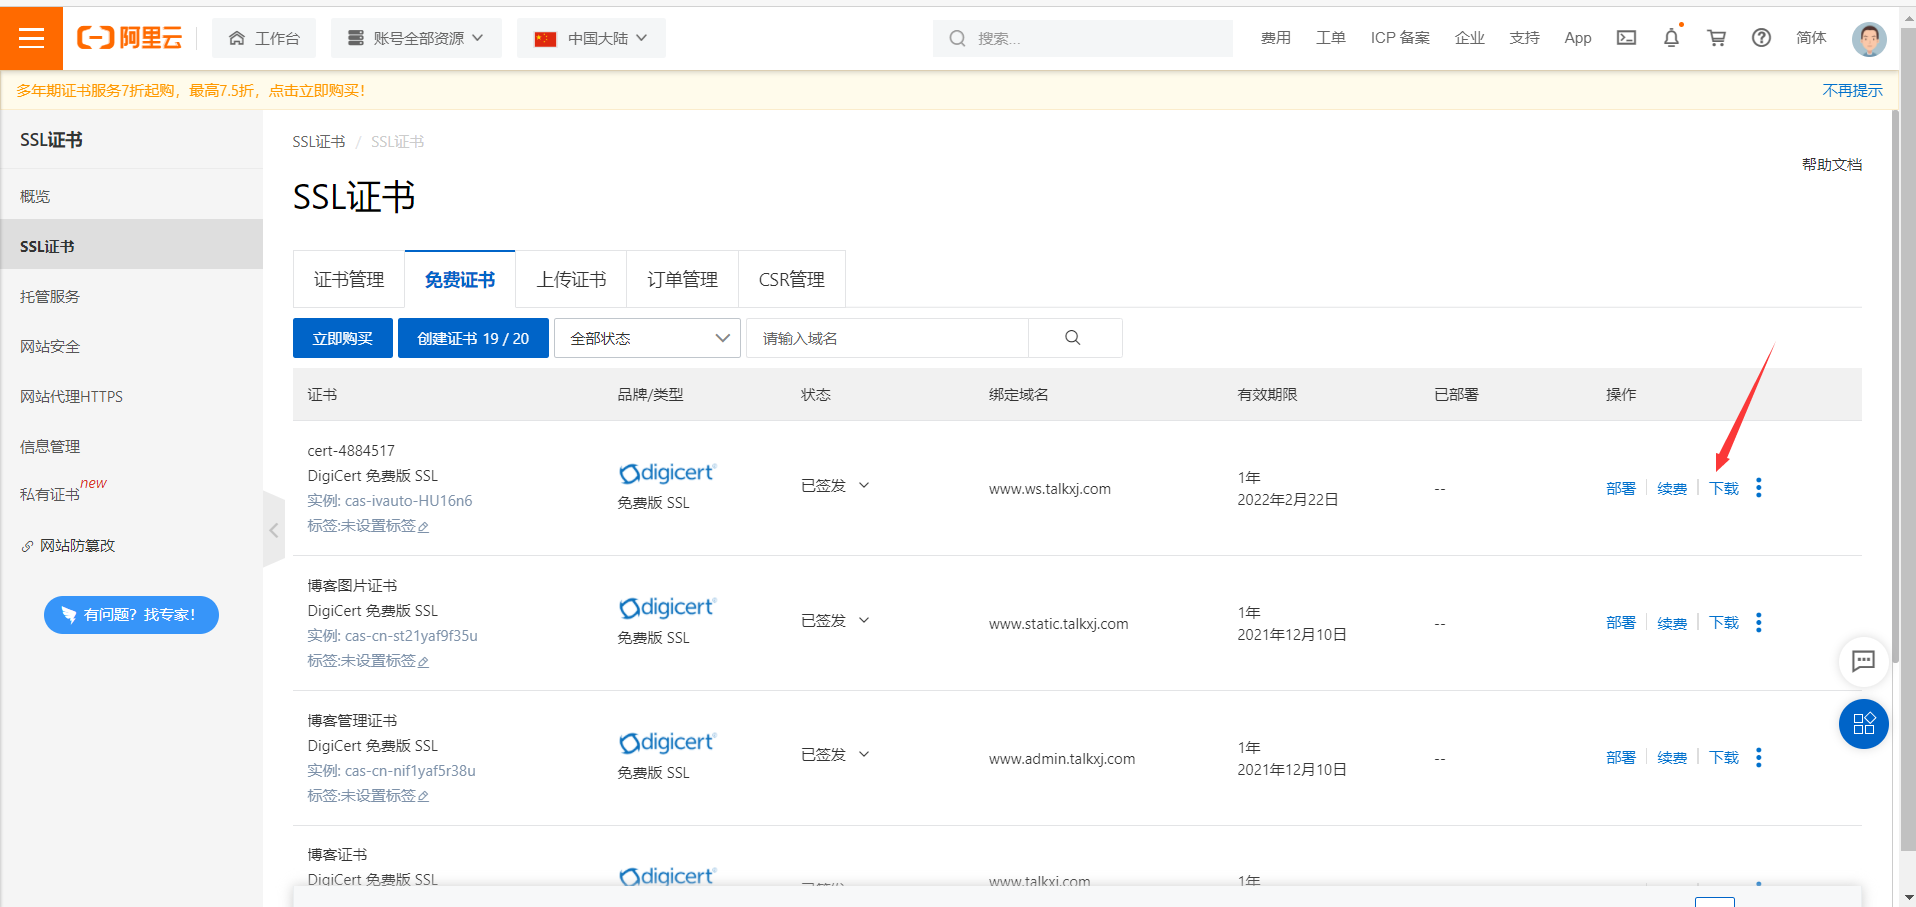 阿里云
工作台
账号全部资源
中国大陆
搜索...
费用
工单
ICP 备案
企业
支持
App
简体
多年期证书服务7折起购，最高7.5折，点击立即购买！
不再提示
SSL证书
概览
SSL证书
托管服务
网站安全
网站代理HTTPS
信息管理
私有证书 new
网站防篡改
有问题？找专家！
SSL证书 / SSL证书
帮助文档
SSL证书
证书管理
免费证书
上传证书
订单管理
CSR管理
立即购买
创建证书 19 / 20
全部状态
请输入域名
证书
品牌/类型
状态
绑定域名
有效期限
已部署
操作
cert-4884517
DigiCert 免费版 SSL
实例: cas-ivauto-HU16n6
标签:未设置标签
digicert
免费版 SSL
已签发
www.ws.talkxj.com
1年
2022年2月22日
--
部署
续费
下载
博客图片证书
DigiCert 免费版 SSL
实例: cas-cn-st21yaf9f35u
标签:未设置标签
digicert
免费版 SSL
已签发
www.static.talkxj.com
1年
2021年12月10日
--
部署
续费
下载
博客管理证书
DigiCert 免费版 SSL
实例: cas-cn-nif1yaf5r38u
标签:未设置标签
digicert
免费版 SSL
已签发
www.admin.talkxj.com
1年
2021年12月10日
--
部署
续费
下载
博客证书
DigiCert 免费版 SSL
digicert
www.talkxj.com
1年